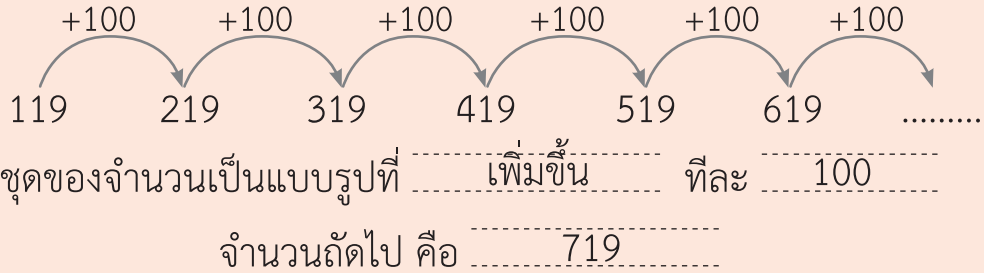 +100 +100 +100 +100 +100 +100
119 219 319 419 519 619 .........
ชุดของจำนวนเป็นแบบรูปที่ เพิ่มขึ้น ทีละ 100
จำนวนถัดไป คือ 719